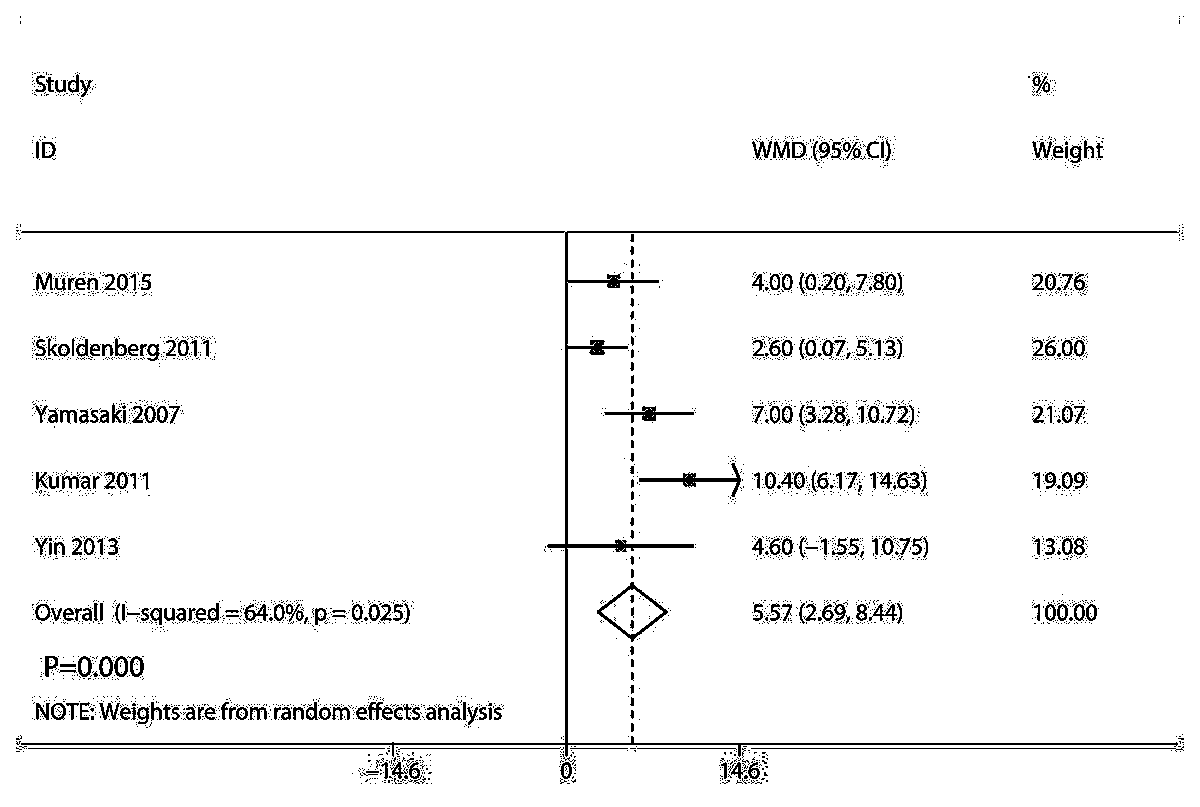 Study %
ID WMD (95% CI) Weight
Muren 2015 4.00 (0.20, 7.80) 20.76
Skoldenberg 2011 2.60 (0.07, 5.13) 26.00
Yamasaki 2007 7.00 (3.28, 10.72) 21.07
Kumar 2011 10.40 (6.17, 14.63) 19.09
Yin 2013 4.60 (−1.55, 10.75) 13.08
Overall (I−squared = 64.0%, p = 0.025) 5.57 (2.69, 8.44) 100.00
P=0.000
NOTE: Weights are from random effects analysis
−14.6 0 14.6